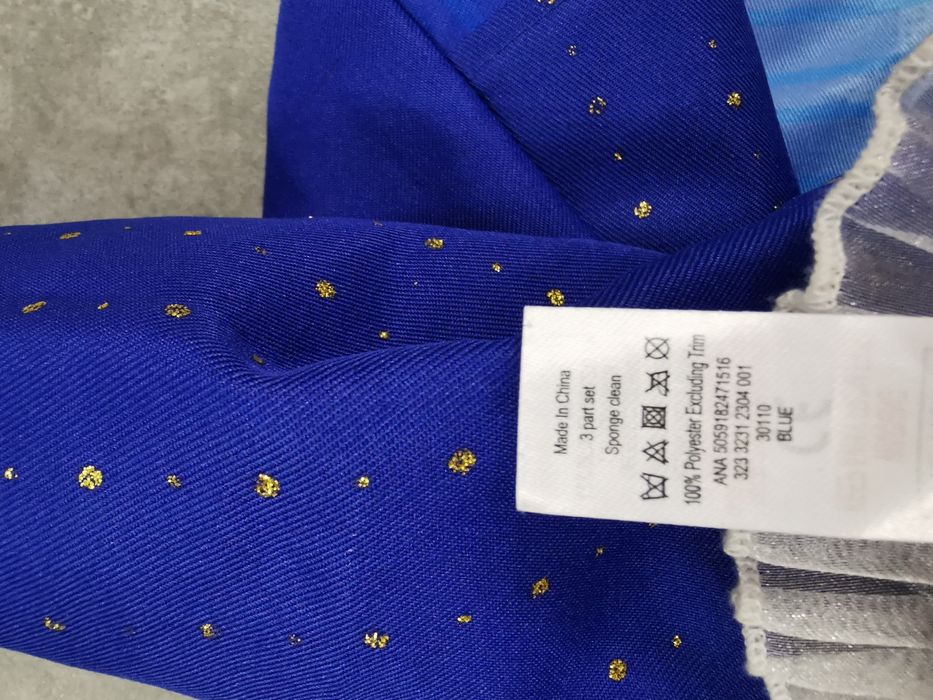 Made In China
3 part set
Sponge clean
100% Polyester Excluding Trim
ANA 5059182471516
323 3231 2304 001
30110
BLUE